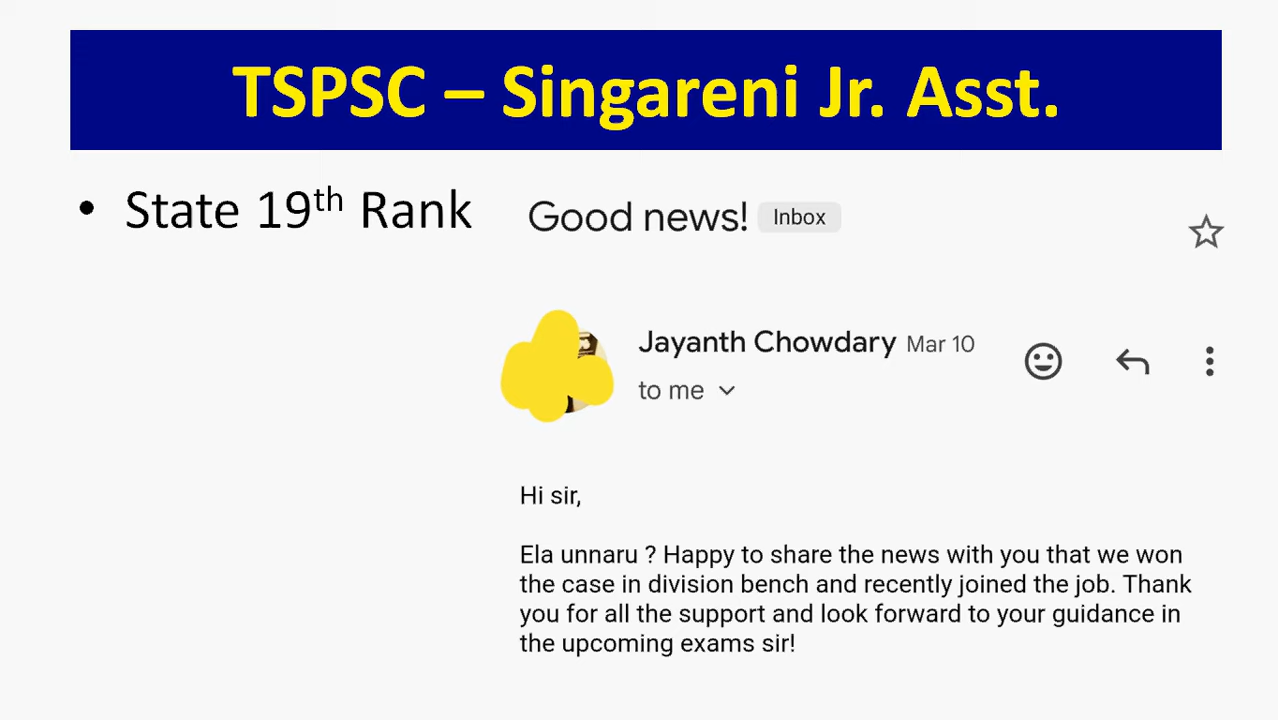 TSPSC – Singareni Jr. Asst.
• State 19th Rank
Good news! Inbox
Jayanth Chowdary Mar 10
to me
Hi sir,
Ela unnaru ? Happy to share the news with you that we won
the case in division bench and recently joined the job. Thank
you for all the support and look forward to your guidance in
the upcoming exams sir!